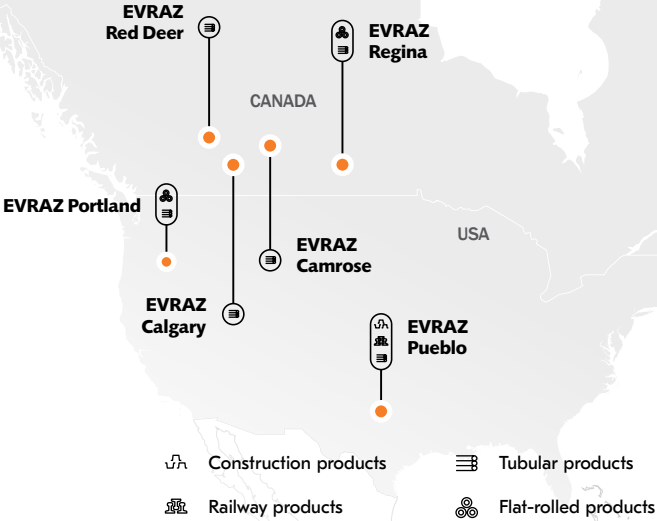 EVRAZ
Red Deer
EVRAZ
Regina
CANADA
EVRAZ Portland
USA
EVRAZ
Camrose
EVRAZ
Calgary
EVRAZ
Pueblo
Construction products
Tubular products
Railway products
Flat-rolled products